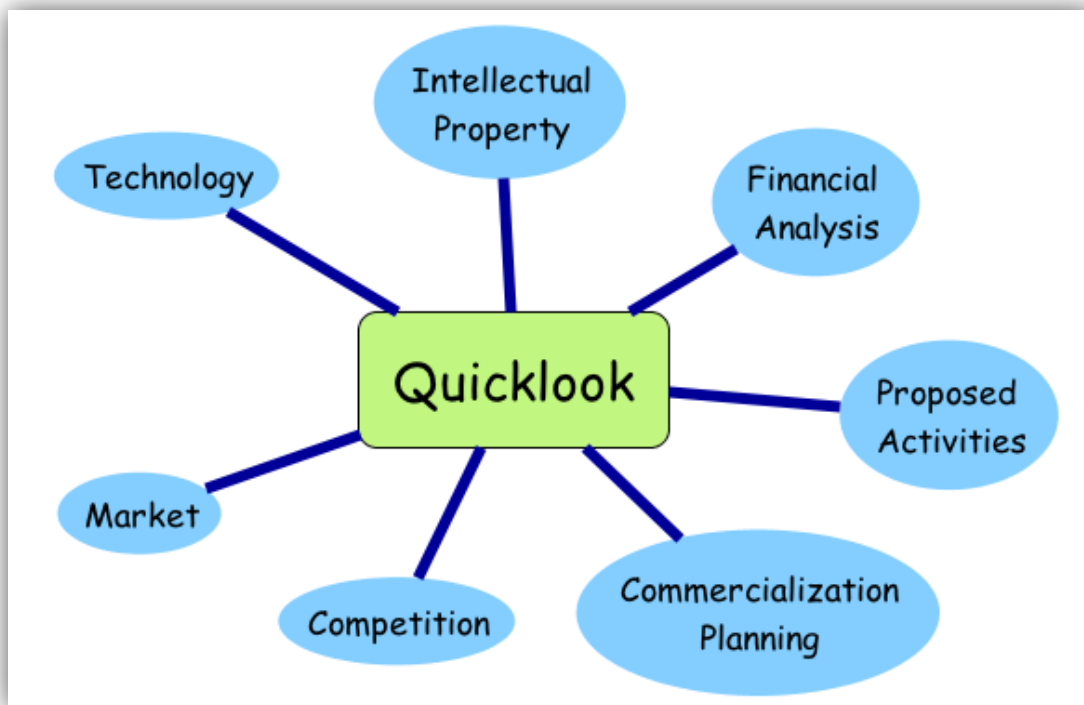 Intellectual
Property
Technology
Financial
Analysis
Quicklook
Proposed
Activities
Market
Competition
Commercialization
Planning